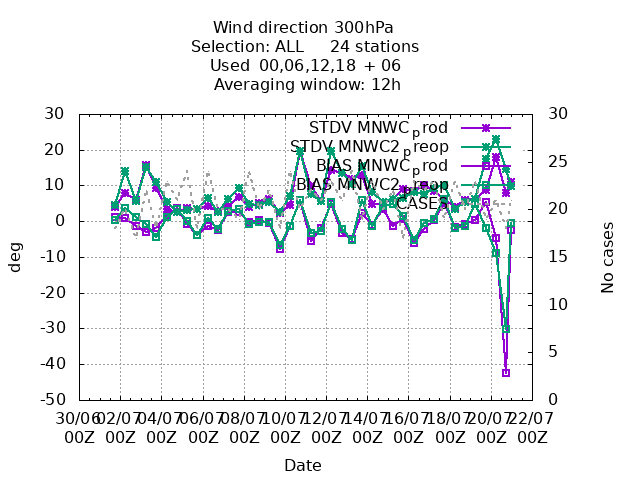 Wind direction 300hPa
Selection: ALL 24 stations
Used 00,06,12,18 + 06
Averaging window: 12h
STDV MNWC_prod
STDV MNWC2_preop
BIAS MNWC_prod
BIAS MNWC2_preop
CASES
deg
30
20
10
0
-10
-20
-30
-40
-50
No cases
30
25
20
15
10
5
0
30/06 00Z
02/07 00Z
04/07 00Z
06/07 00Z
08/07 00Z
10/07 00Z
12/07 00Z
14/07 00Z
16/07 00Z
18/07 00Z
20/07 00Z
22/07 00Z
Date